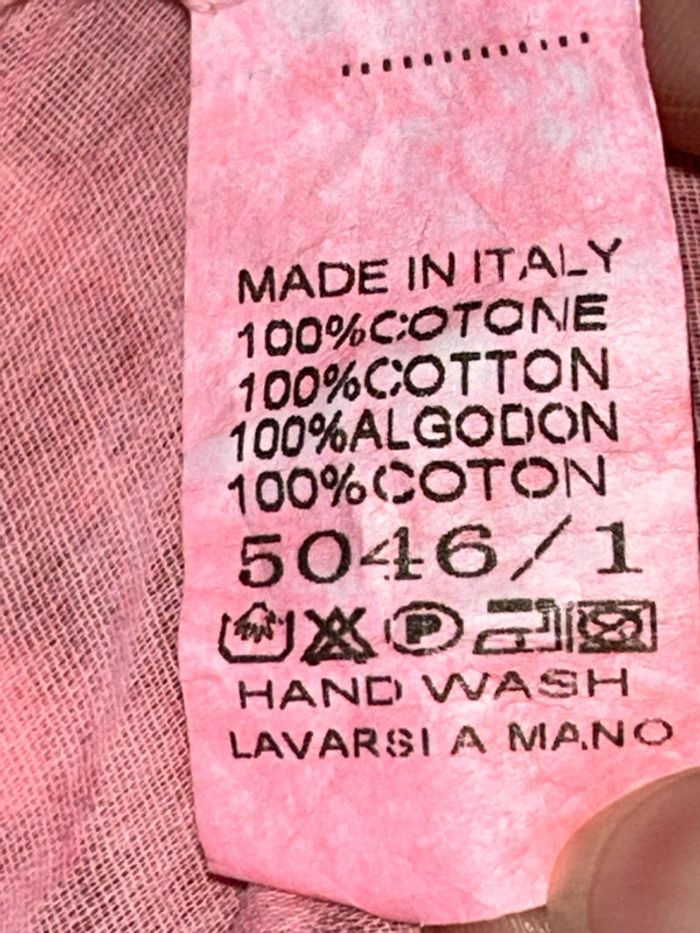 MADE IN ITALY
100%COTONE
100%COTTON
100%ALGODON
100%COTON
5046/1
P
HAND WASH
LAVARSI A MANO